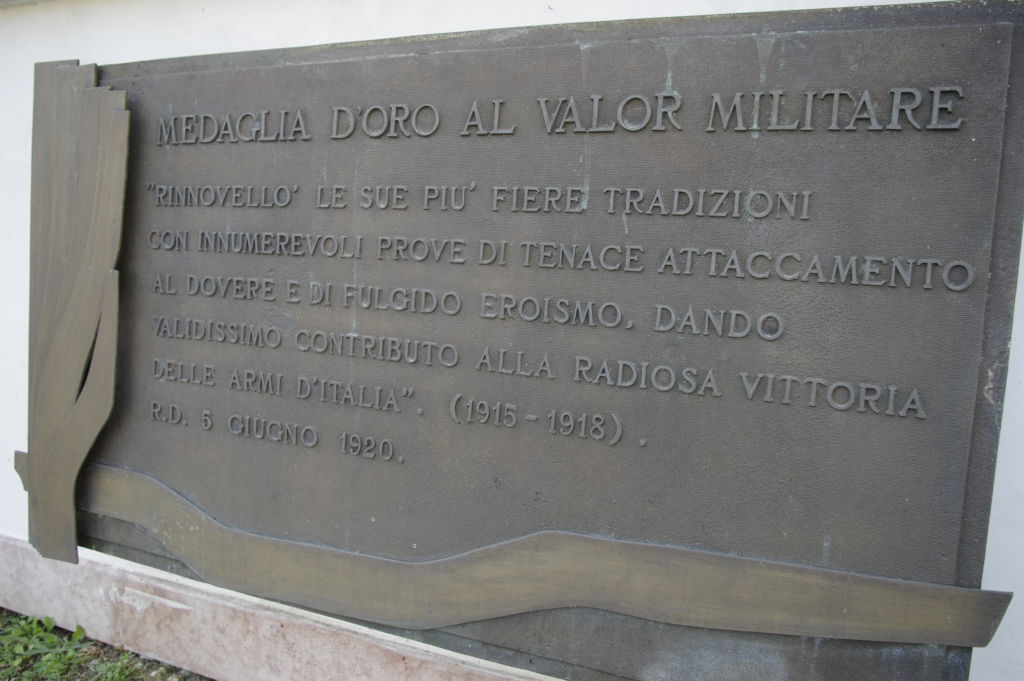 MEDAGLIA D'ORO AL VALOR MILITARE
"RINNOVELLO' LE SUE PIU' FIERE TRADIZIONI
CON INNUMEREVOLI PROVE DI TENACE ATTACCAMENTO
AL DOVERE E DI FULGIDO EROISMO, DANDO
VALIDISSIMO CONTRIBUTO ALLA RADIOSA VITTORIA
DELLE ARMI D'ITALIA". (1915-1918).
R.D. 5 GIUGNO 1920.